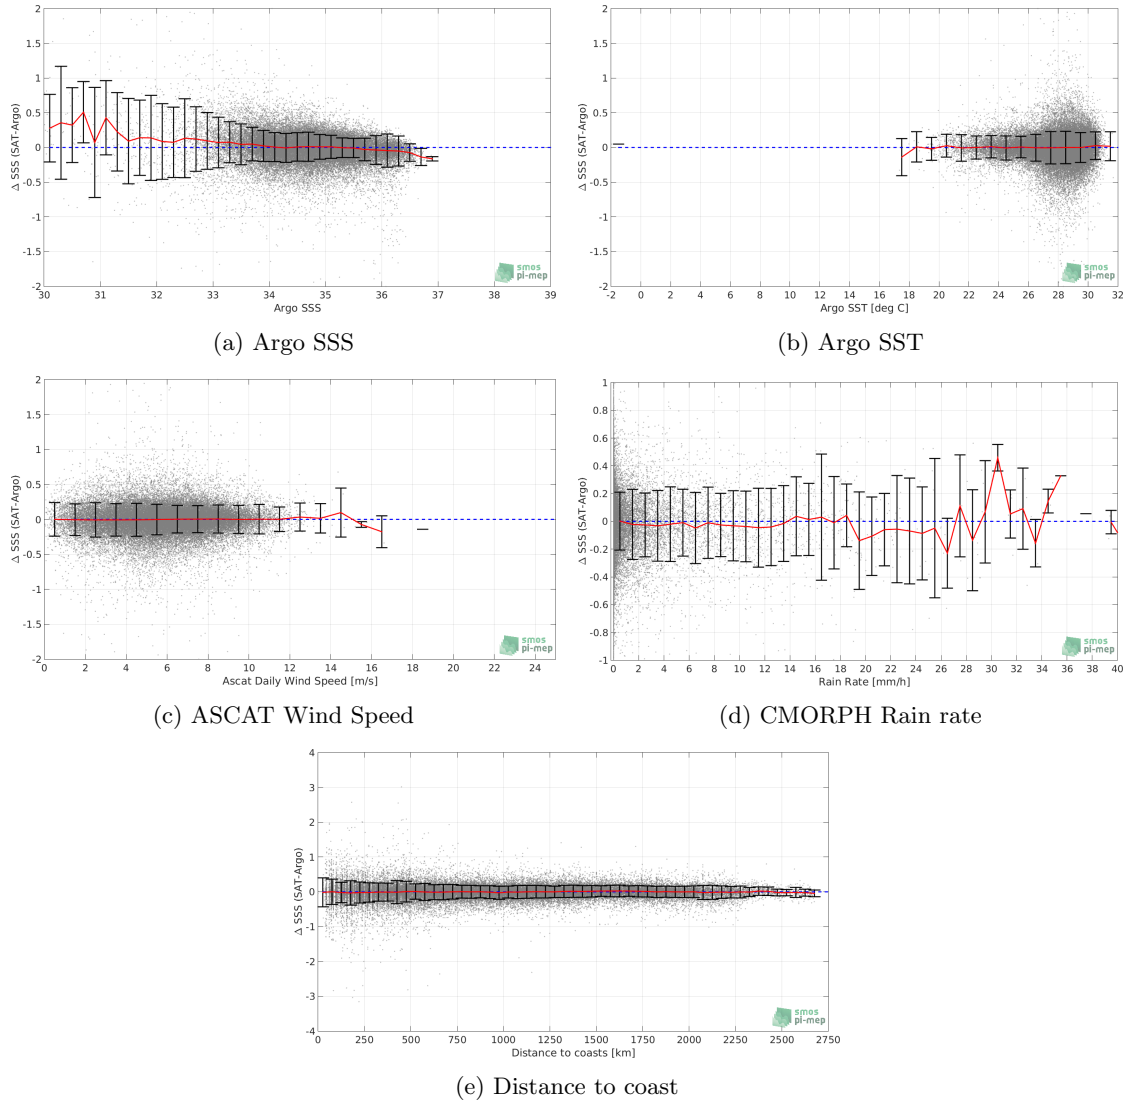 2
1.5
1
0.5
0
-0.5
-1
-1.5
-2
Δ SSS (SAT-Argo)
30 31 32 33 34 35 36 37 38 39
Argo SSS
smos
pi-mep
(a) Argo SSS
2
1.5
1
0.5
0
-0.5
-1
-1.5
-2
Δ SSS (SAT-Argo)
-2 0 2 4 6 8 10 12 14 16 18 20 22 24 26 28 30 32
Argo SST [deg C]
smos
pi-mep
(b) Argo SST
2
1.5
1
0.5
0
-0.5
-1
-1.5
-2
Δ SSS (SAT-Argo)
0 2 4 6 8 10 12 14 16 18 20 22 24
Ascat Daily Wind Speed [m/s]
smos
pi-mep
(c) ASCAT Wind Speed
1
0.8
0.6
0.4
0.2
0
-0.2
-0.4
-0.6
-0.8
-1
Δ SSS (SAT-Argo)
0 2 4 6 8 10 12 14 16 18 20 22 24 26 28 30 32 34 36 38 40
Rain Rate [mm/h]
smos
pi-mep
(d) CMORPH Rain rate
4
3
2
1
0
-1
-2
-3
-4
Δ SSS (SAT-Argo)
0 250 500 750 1000 1250 1500 1750 2000 2250 2500 2750
Distance to coasts [km]
smos
pi-mep
(e) Distance to coast